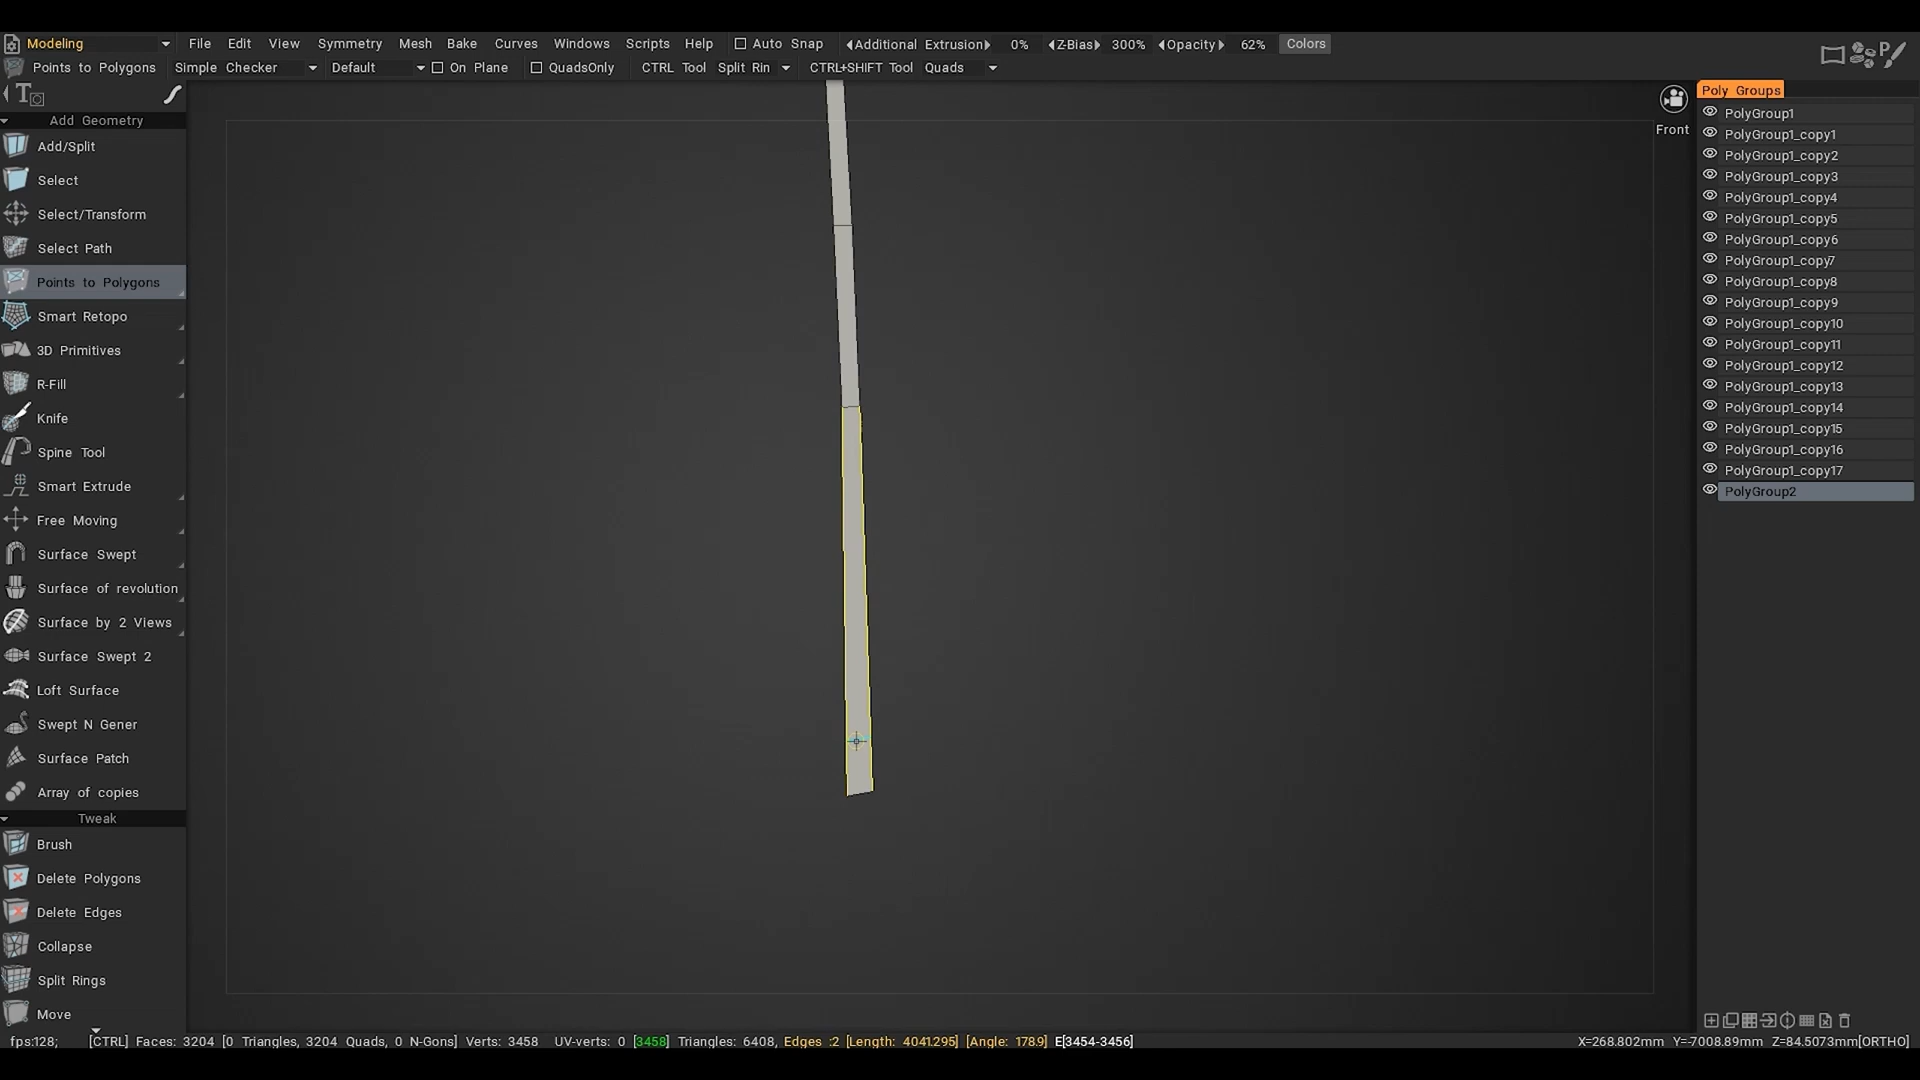 Modeling File Edit View Symmetry Mesh Bake Curves Windows Scripts Help Auto Snap Additional Extrusion 0% Z-Bias 300% Opacity 62% Colors
Points to Polygons Simple Checker Default On Plane QuadsOnly CTRL Tool Split Rin CTRL+SHIFT Tool Quads
Add Geometry
Add/Split
Select
Select/Transform
Select Path
Points to Polygons
Smart Retopo
3D Primitives
R-Fill
Knife
Spine Tool
Smart Extrude
Free Moving
Surface Swept
Surface of revolution
Surface by 2 Views
Surface Swept 2
Loft Surface
Swept N Gener
Surface Patch
Array of copies
Tweak
Brush
Delete Polygons
Delete Edges
Collapse
Split Rings
Move
Front
Poly Groups
PolyGroup1
PolyGroup1_copy1
PolyGroup1_copy2
PolyGroup1_copy3
PolyGroup1_copy4
PolyGroup1_copy5
PolyGroup1_copy6
PolyGroup1_copy7
PolyGroup1_copy8
PolyGroup1_copy9
PolyGroup1_copy10
PolyGroup1_copy11
PolyGroup1_copy12
PolyGroup1_copy13
PolyGroup1_copy14
PolyGroup1_copy15
PolyGroup1_copy16
PolyGroup1_copy17
PolyGroup2
fps:128; [CTRL] Faces: 3204 [0 Triangles, 3204 Quads, 0 N-Gons] Verts: 3458 UV-verts: 0 [3458] Triangles: 6408, Edges :2 [Length: 4041.295] [Angle: 178.9] E[3454-3456] X=268.802mm Y=-7008.89mm Z=84.5073mm[ORTHO]